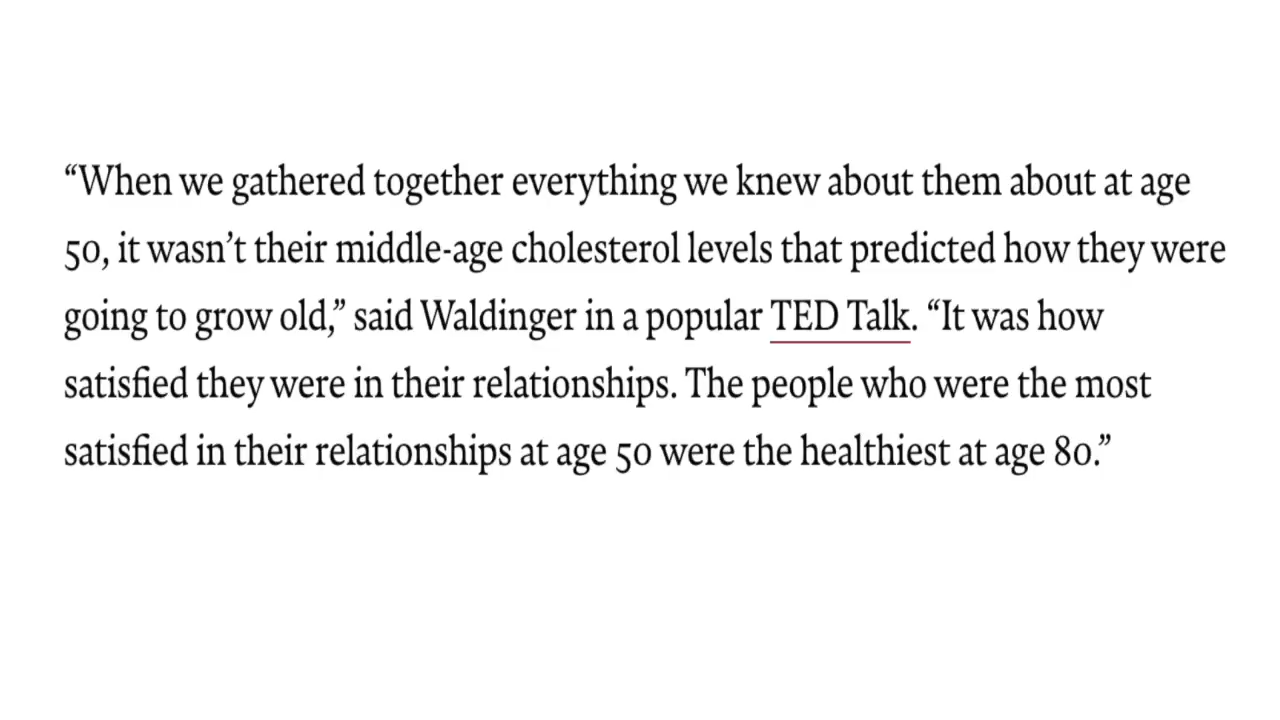 “When we gathered together everything we knew about them about at age
50, it wasn’t their middle-age cholesterol levels that predicted how they were
going to grow old,” said Waldinger in a popular TED Talk. “It was how
satisfied they were in their relationships. The people who were the most
satisfied in their relationships at age 50 were the healthiest at age 80.”